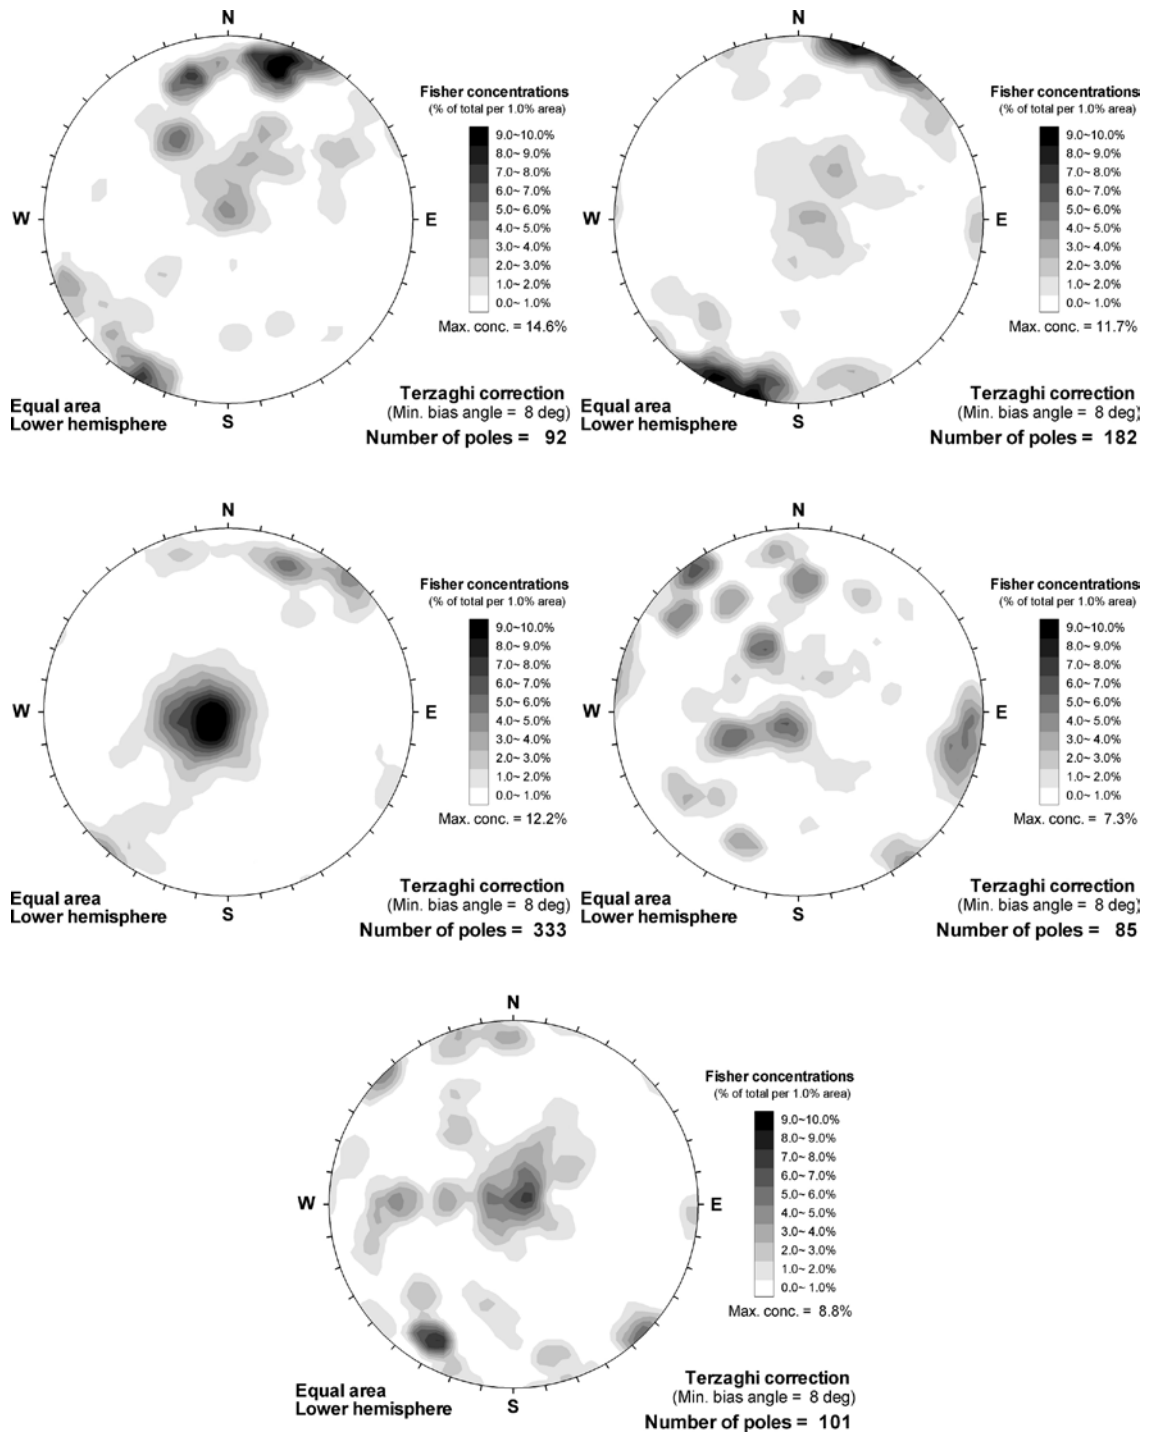 N
W
E
S
Fisher concentrations
(% of total per 1.0% area)
9.0~10.0%
8.0~ 9.0%
7.0~ 8.0%
6.0~ 7.0%
5.0~ 6.0%
4.0~ 5.0%
3.0~ 4.0%
2.0~ 3.0%
1.0~ 2.0%
0.0~ 1.0%
Max. conc. = 14.6%
Equal area
Lower hemisphere
Terzaghi correction
(Min. bias angle = 8 deg)
Number of poles = 92
N
W
E
S
Fisher concentrations
(% of total per 1.0% area)
9.0~10.0%
8.0~ 9.0%
7.0~ 8.0%
6.0~ 7.0%
5.0~ 6.0%
4.0~ 5.0%
3.0~ 4.0%
2.0~ 3.0%
1.0~ 2.0%
0.0~ 1.0%
Max. conc. = 11.7%
Equal area
Lower hemisphere
Terzaghi correction
(Min. bias angle = 8 deg)
Number of poles = 182
N
W
E
S
Fisher concentrations
(% of total per 1.0% area)
9.0~10.0%
8.0~ 9.0%
7.0~ 8.0%
6.0~ 7.0%
5.0~ 6.0%
4.0~ 5.0%
3.0~ 4.0%
2.0~ 3.0%
1.0~ 2.0%
0.0~ 1.0%
Max. conc. = 12.2%
Equal area
Lower hemisphere
Terzaghi correction
(Min. bias angle = 8 deg)
Number of poles = 333
N
W
E
S
Fisher concentrations
(% of total per 1.0% area)
9.0~10.0%
8.0~ 9.0%
7.0~ 8.0%
6.0~ 7.0%
5.0~ 6.0%
4.0~ 5.0%
3.0~ 4.0%
2.0~ 3.0%
1.0~ 2.0%
0.0~ 1.0%
Max. conc. = 7.3%
Equal area
Lower hemisphere
Terzaghi correction
(Min. bias angle = 8 deg)
Number of poles = 85
N
W
E
S
Fisher concentrations
(% of total per 1.0% area)
9.0~10.0%
8.0~ 9.0%
7.0~ 8.0%
6.0~ 7.0%
5.0~ 6.0%
4.0~ 5.0%
3.0~ 4.0%
2.0~ 3.0%
1.0~ 2.0%
0.0~ 1.0%
Max. conc. = 8.8%
Equal area
Lower hemisphere
Terzaghi correction
(Min. bias angle = 8 deg)
Number of poles = 101